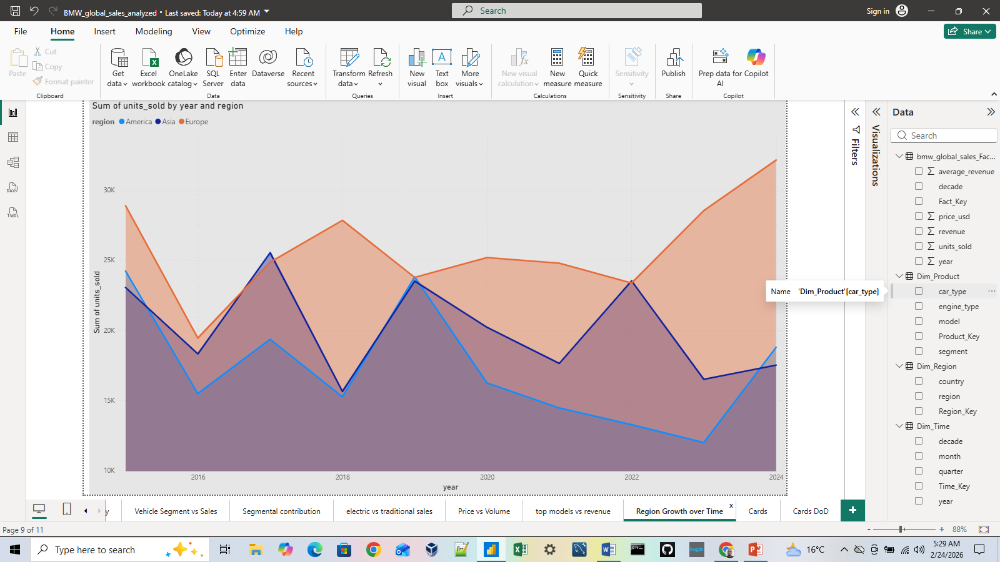 BMW_global_sales_analyzed • Last saved: Today at 4:59 AM
Search
Sign in
File
Home
Insert
Modeling
View
Optimize
Help
Share
Paste
Cut
Copy
Format painter
Clipboard
Get data
Excel workbook
OneLake catalog
SQL Server
Enter data
Dataverse
Recent sources
Data
Transform data
Refresh
Queries
New visual
Text box
More visuals
Insert
New visual calculation
New measure
Quick measure
Calculations
Sensitivity
Sensitivity
Publish
Share
Prep data for AI
Copilot
Copilot
DAX
TMDL
Sum of units_sold by year and region
region America Asia Europe
Sum of units_sold
30K
25K
20K
15K
10K
2016
2018
2020
2022
2024
year
Filters
Visualizations
Data
Search
bmw_global_sales_Fac...
average_revenue
decade
Fact_Key
price_usd
revenue
units_sold
year
Dim_Product
car_type
engine_type
model
Product_Key
segment
Dim_Region
country
region
Region_Key
Dim_Time
decade
month
quarter
Time_Key
year
Name 'Dim_Product'[car_type]
y
Vehicle Segment vs Sales
Segmental contribution
electric vs traditional sales
Price vs Volume
top models vs revenue
Region Growth over Time
Cards
Cards DoD
Page 9 of 11
88%
Type here to search
kaggle
16°C
5:29 AM
2/24/2026